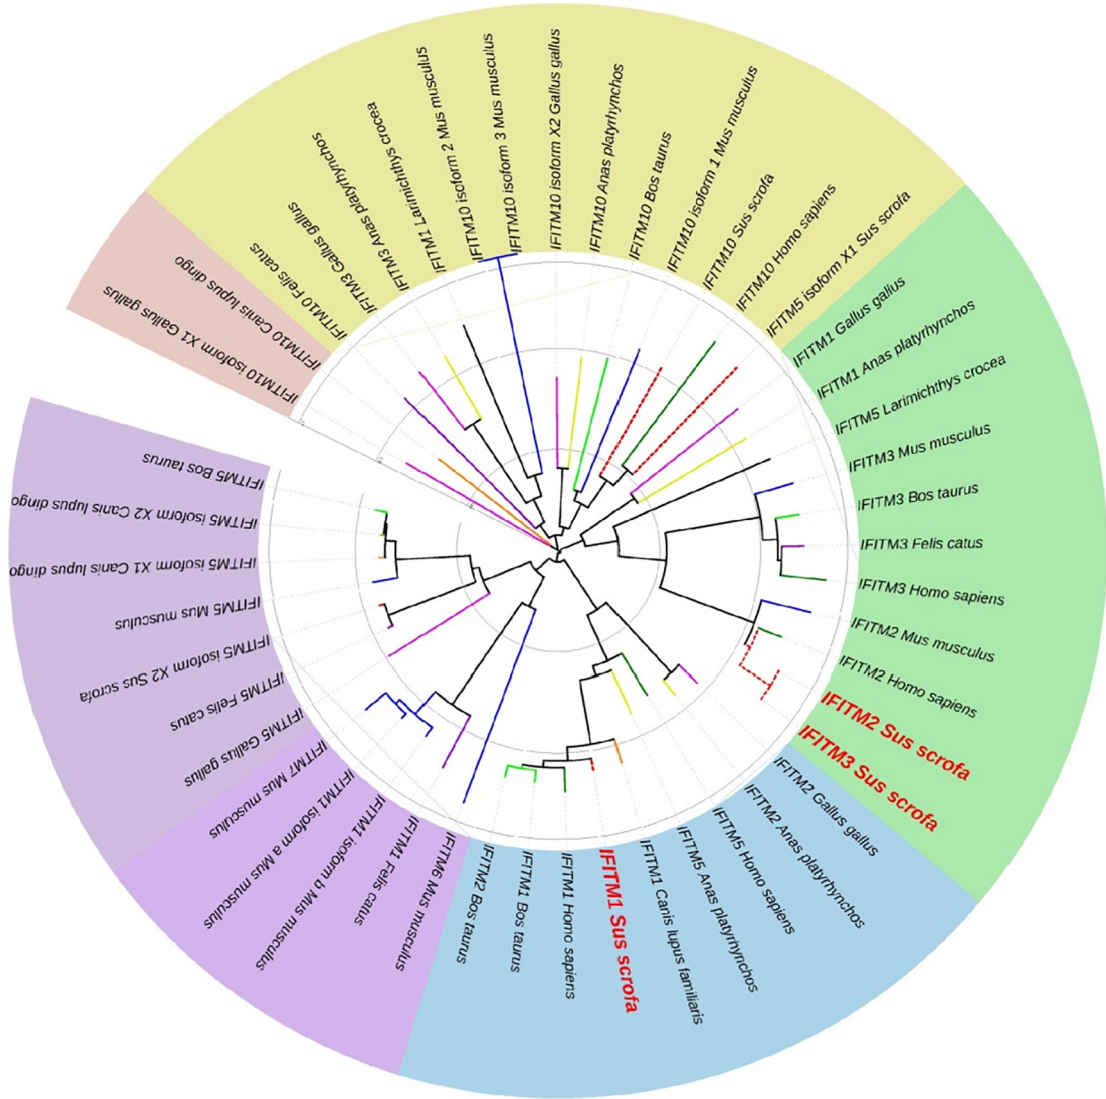 IFITM10 isoform X1 Gallus gallus
IFITM10 Canis lupus dingo
IFITM10 Felis catus
IFITM3 Gallus gallus
IFITM3 Anas platyrhynchos
IFITM1 Larimichthys crocea
IFITM10 isoform 2 Mus musculus
IFITM10 isoform 3 Mus musculus
IFITM10 isoform X2 Gallus gallus
IFITM10 Anas platyrhynchos
IFITM10 Bos taurus
IFITM10 isoform 1 Mus musculus
IFITM10 Sus scrofa
IFITM10 Homo sapiens
IFITM5 isoform X1 Sus scrofa
IFITM1 Gallus gallus
IFITM1 Anas platyrhynchos
IFITM5 Larimichthys crocea
IFITM3 Mus musculus
IFITM3 Bos taurus
IFITM3 Felis catus
IFITM3 Homo sapiens
IFITM2 Mus musculus
IFITM2 Homo sapiens
IFITM2 Sus scrofa
IFITM3 Sus scrofa
IFITM2 Gallus gallus
IFITM2 Anas platyrhynchos
IFITM5 Homo sapiens
IFITM5 Anas platyrhynchos
IFITM1 Canis lupus familiaris
IFITM1 Sus scrofa
IFITM1 Homo sapiens
IFITM1 Bos taurus
IFITM2 Bos taurus
IFITM6 Mus musculus
IFITM1 Felis catus
IFITM1 isoform b Mus musculus
IFITM1 isoform a Mus musculus
IFITM7 Mus musculus
IFITM5 Gallus gallus
IFITM5 Felis catus
IFITM5 isoform X2 Sus scrofa
IFITM5 Mus musculus
IFITM5 isoform X1 Canis lupus dingo
IFITM5 isoform X2 Canis lupus dingo
IFITM5 Bos taurus